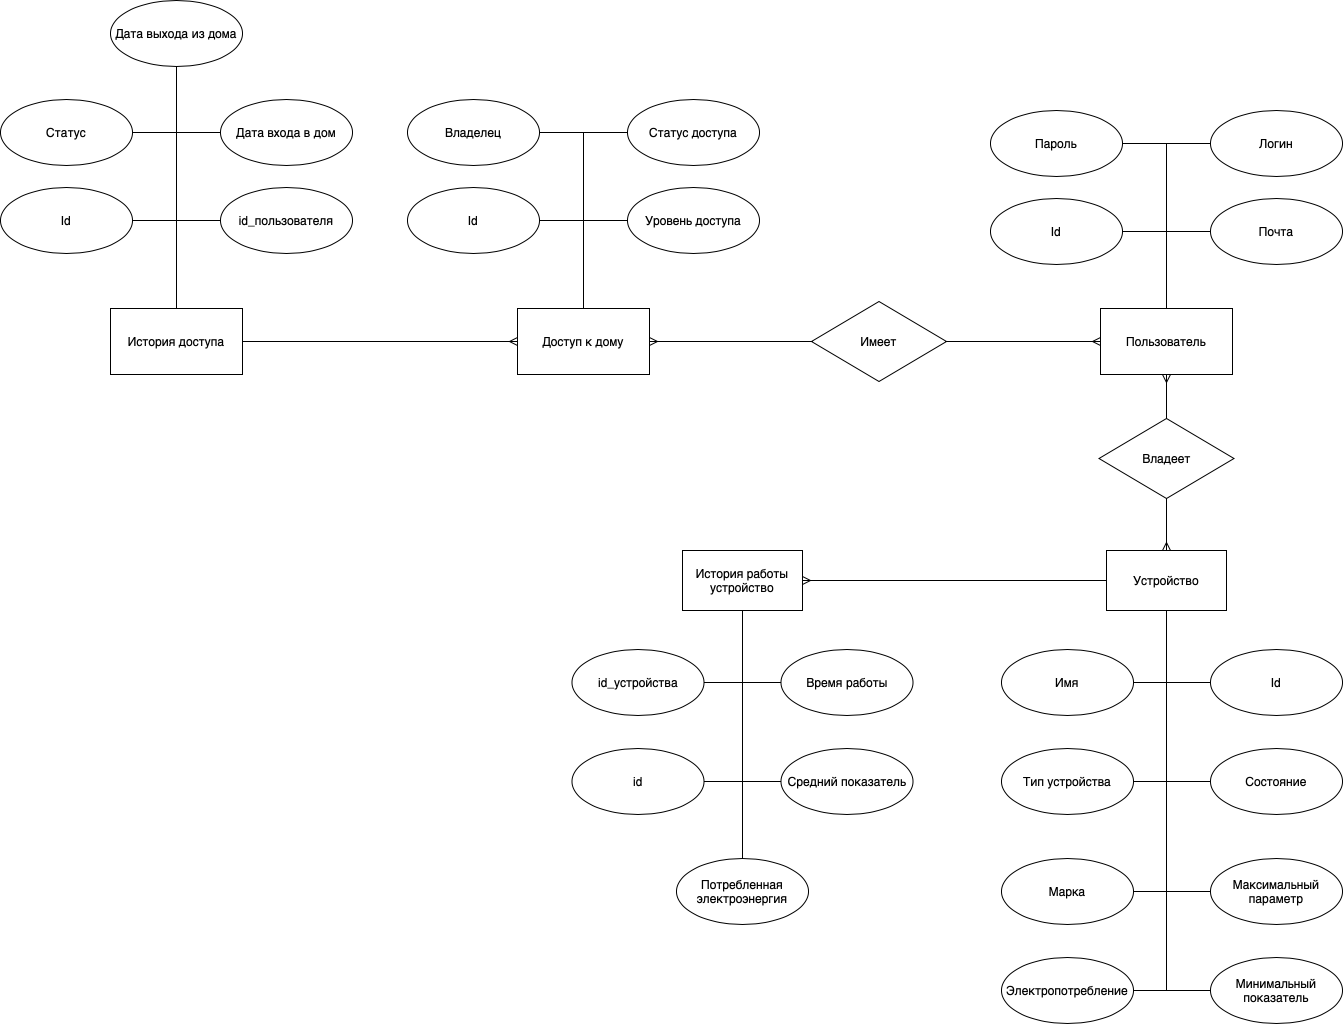 Дата выхода из дома
Статус
Дата входа в дом
Владелец
Статус доступа
Пароль
Логин
Id
id_пользователя
Id
Уровень доступа
Id
Почта
История доступа
Доступ к дому
Имеет
Пользователь
Владеет
История работы
устройство
Устройство
id_устройства
Время работы
Имя
Id
id
Средний показатель
Тип устройства
Состояние
Потребленная
электроэнергия
Марка
Максимальный
параметр
Электропотребление
Минимальный
показатель